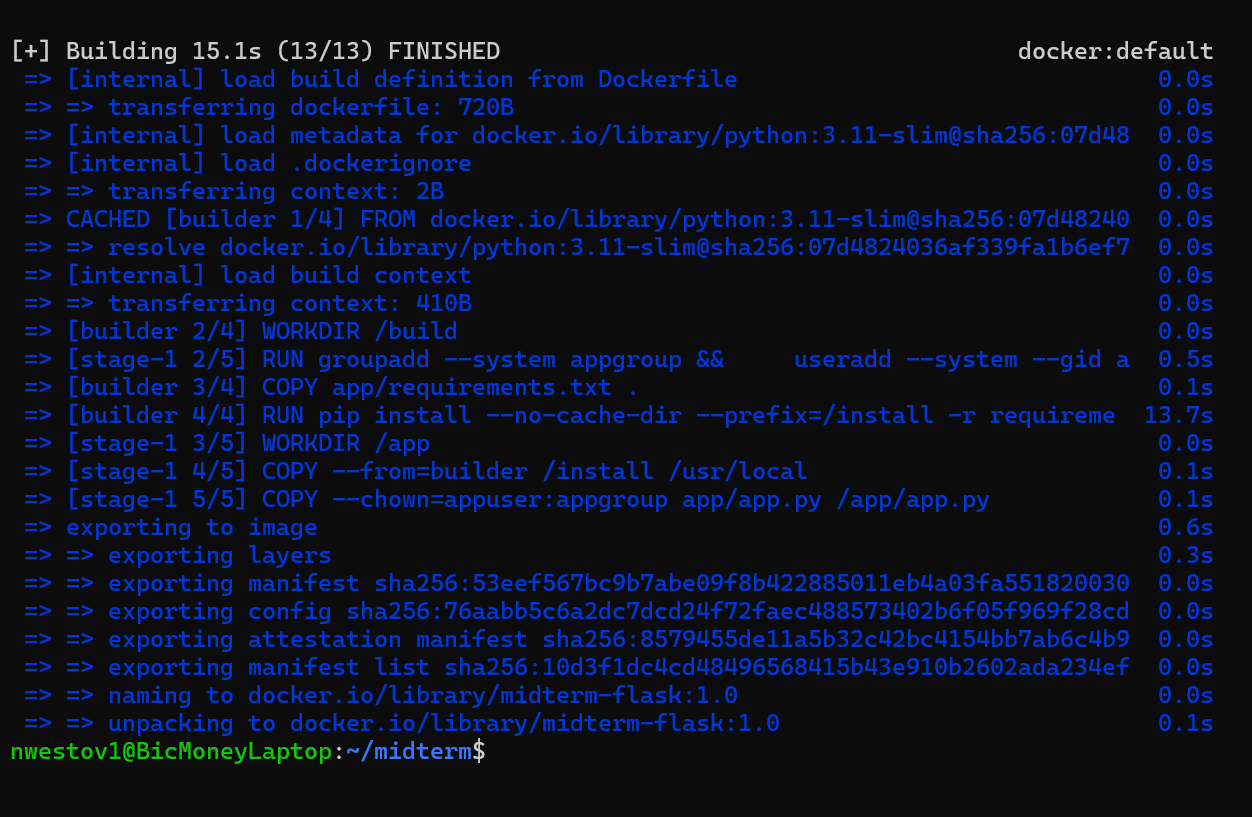 [+] Building 15.1s (13/13) FINISHED docker:default
=> [internal] load build definition from Dockerfile 0.0s
=> => transferring dockerfile: 720B 0.0s
=> [internal] load metadata for docker.io/library/python:3.11-slim@sha256:07d48 0.0s
=> [internal] load .dockerignore 0.0s
=> => transferring context: 2B 0.0s
=> CACHED [builder 1/4] FROM docker.io/library/python:3.11-slim@sha256:07d48240 0.0s
=> => resolve docker.io/library/python:3.11-slim@sha256:07d4824036af339fa1b6ef7 0.0s
=> [internal] load build context 0.0s
=> => transferring context: 410B 0.0s
=> [builder 2/4] WORKDIR /build 0.0s
=> [stage-1 2/5] RUN groupadd --system appgroup &&     useradd --system --gid a 0.5s
=> [builder 3/4] COPY app/requirements.txt . 0.1s
=> [builder 4/4] RUN pip install --no-cache-dir --prefix=/install -r requireme 13.7s
=> [stage-1 3/5] WORKDIR /app 0.0s
=> [stage-1 4/5] COPY --from=builder /install /usr/local 0.1s
=> [stage-1 5/5] COPY --chown=appuser:appgroup app/app.py /app/app.py 0.1s
=> exporting to image 0.6s
=> => exporting layers 0.3s
=> => exporting manifest sha256:53eef567bc9b7abe09f8b422885011eb4a03fa551820030 0.0s
=> => exporting config sha256:76aabb5c6a2dc7dcd24f72faec488573402b6f05f969f28cd 0.0s
=> => exporting attestation manifest sha256:8579455de11a5b32c42bc4154bb7ab6c4b9 0.0s
=> => exporting manifest list sha256:10d3f1dc4cd48496568415b43e910b2602ada234ef 0.0s
=> => naming to docker.io/library/midterm-flask:1.0 0.0s
=> => unpacking to docker.io/library/midterm-flask:1.0 0.1s
nwestov1@BicMoneyLaptop:~/midterm$